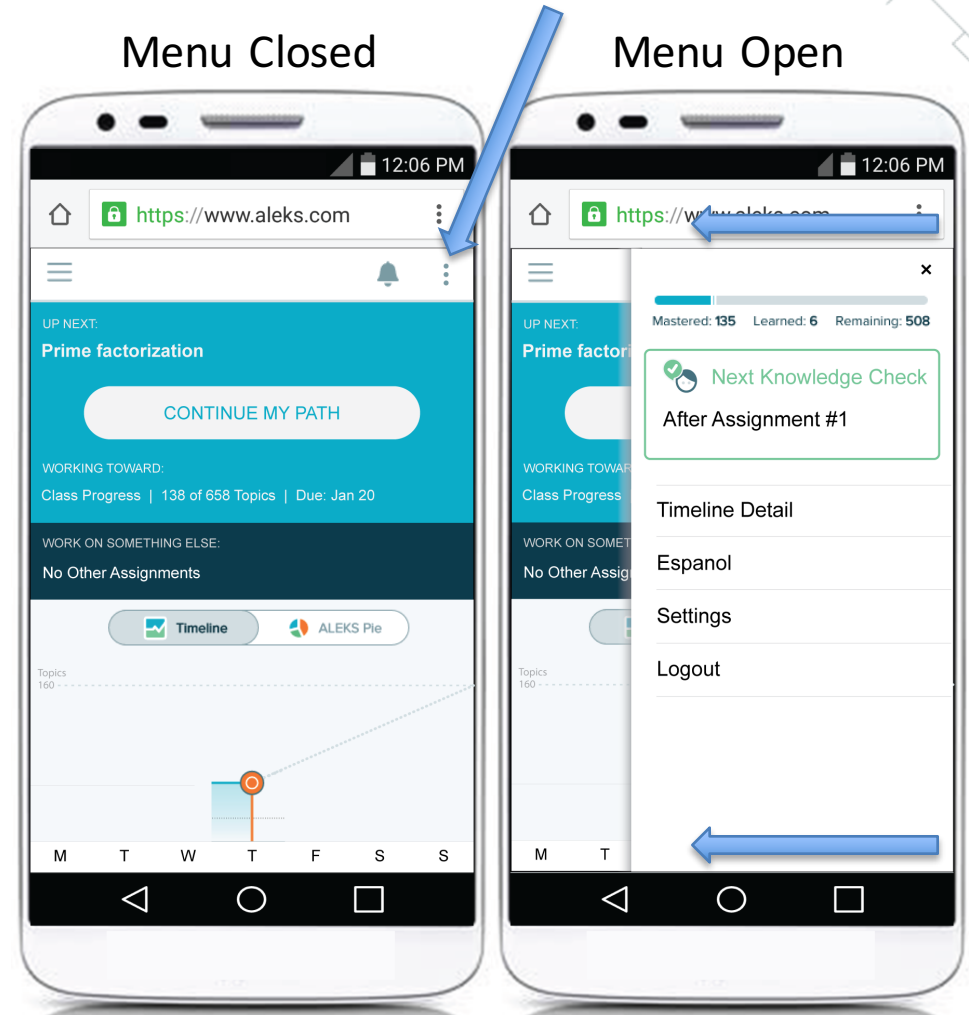 Menu Closed
Menu Open
12:06 PM
https://www.aleks.com
UP NEXT:
Prime factorization
CONTINUE MY PATH
WORKING TOWARD:
Class Progress | 138 of 658 Topics | Due: Jan 20
WORK ON SOMETHING ELSE:
No Other Assignments
Timeline
ALEKS Pie
Topics
160
M T W T F S S
12:06 PM
https://www.aleks.com
×
Mastered: 135 Learned: 6 Remaining: 508
UP NEXT:
Prime factori
Next Knowledge Check
After Assignment #1
WORKING TOWAR
Class Progress
Timeline Detail
WORK ON SOMET
No Other Assig
Espanol
Settings
Logout
Topics
160
M T